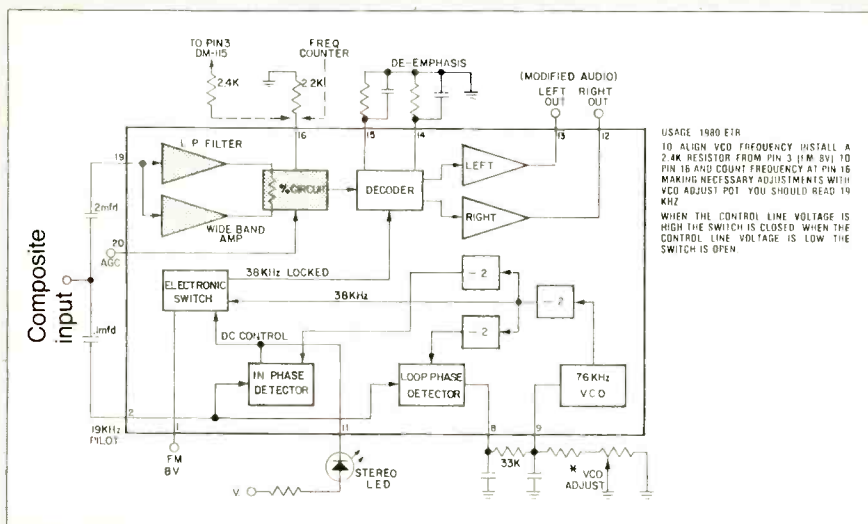 TO PIN 3
DM-115
FREQ
COUNTER
2.4K
2.2K
DE-EMPHASIS
(MODIFIED AUDIO)
LEFT
OUT
RIGHT
OUT
16
15
14
13
12
19
L P FILTER
% CIRCUIT
DECODER
LEFT
RIGHT
.2mfd
WIDE BAND
AMP
20
AGC
Composite
input
38KHz LOCKED
ELECTRONIC
SWITCH
38KHz
- 2
- 2
- 2
.1mfd
DC CONTROL
IN PHASE
DETECTOR
LOOP PHASE
DETECTOR
76 KHz
V C O
2
19KHz
PILOT
1
11
8
9
FM
8V
STEREO
LED
V
33K
* VCO
ADJUST
USAGE 1980 ETR
TO ALIGN VCO FREQUENCY INSTALL A
2.4K RESISTOR FROM PIN 3 (FM 8V) TO
PIN 16 AND COUNT FREQUENCY AT PIN 16
MAKING NECESSARY ADJUSTMENTS WITH
VCO ADJUST POT YOU SHOULD READ 19
KHZ
WHEN THE CONTROL LINE VOLTAGE IS
HIGH THE SWITCH IS CLOSED WHEN THE
CONTROL LINE VOLTAGE IS LOW THE
SWITCH IS OPEN